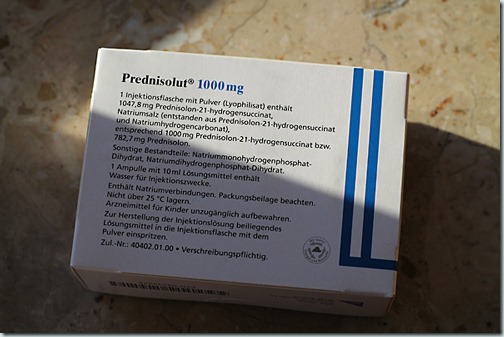 Prednisolut® 1000 mg
1 Injektionsflasche mit Pulver (Lyophilisat) enthält
1047,8 mg Prednisolon-21-hydrogensuccinat,
Natriumsalz (entstanden aus Prednisolon-21-hydrogensuccinat
und Natriumhydrogencarbonat),
entsprechend 1000 mg Prednisolon-21-hydrogensuccinat bzw.
782,7 mg Prednisolon.
Sonstige Bestandteile: Natriummonohydrogenphosphat-
Dihydrat, Natriumdihydrogenphosphat-Dihydrat.
1 Ampulle mit 10 ml Lösungsmittel enthält
Wasser für Injektionszwecke.
Enthält Natriumverbindungen. Packungsbeilage beachten.
Nicht über 25 °C lagern.
Arzneimittel für Kinder unzugänglich aufbewahren.
Zur Herstellung der Injektionslösung beiliegendes
Lösungsmittel in die Injektionsflasche mit dem
Pulver einspritzen.
Zul.-Nr.: 40402.01.00 • Verschreibungspflichtig.